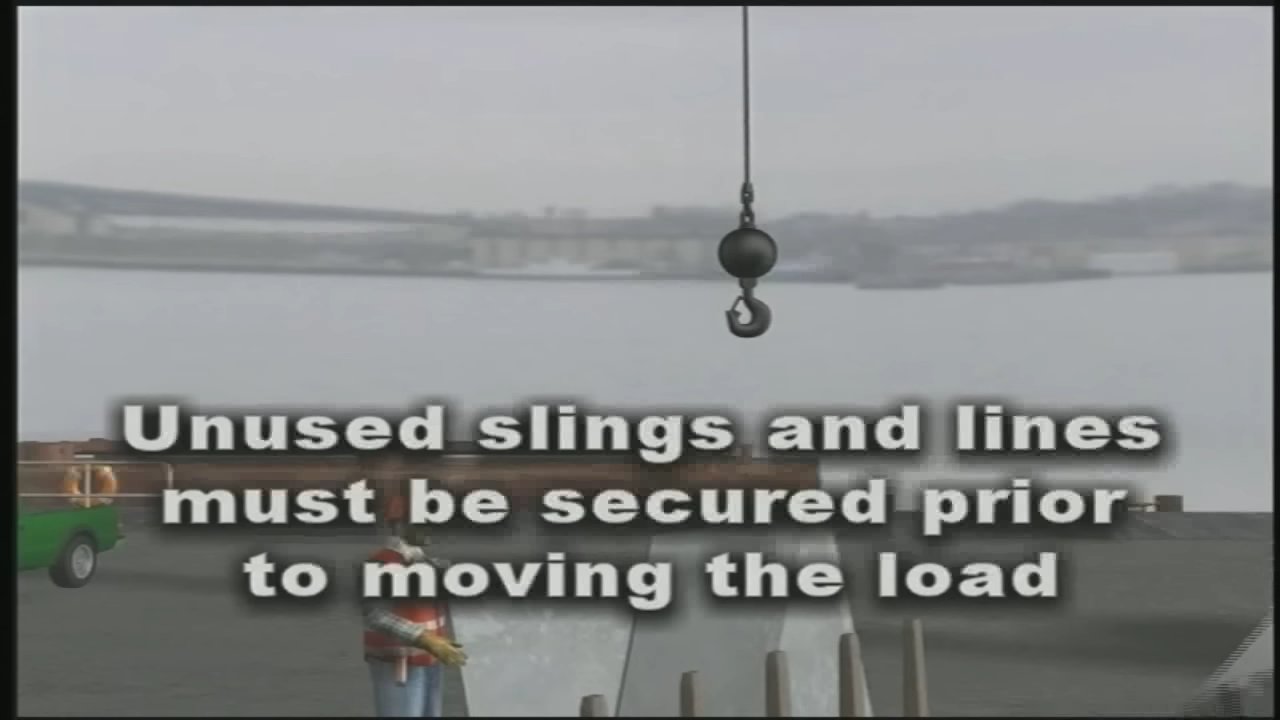 Unused slings and lines
must be secured prior
to moving the load